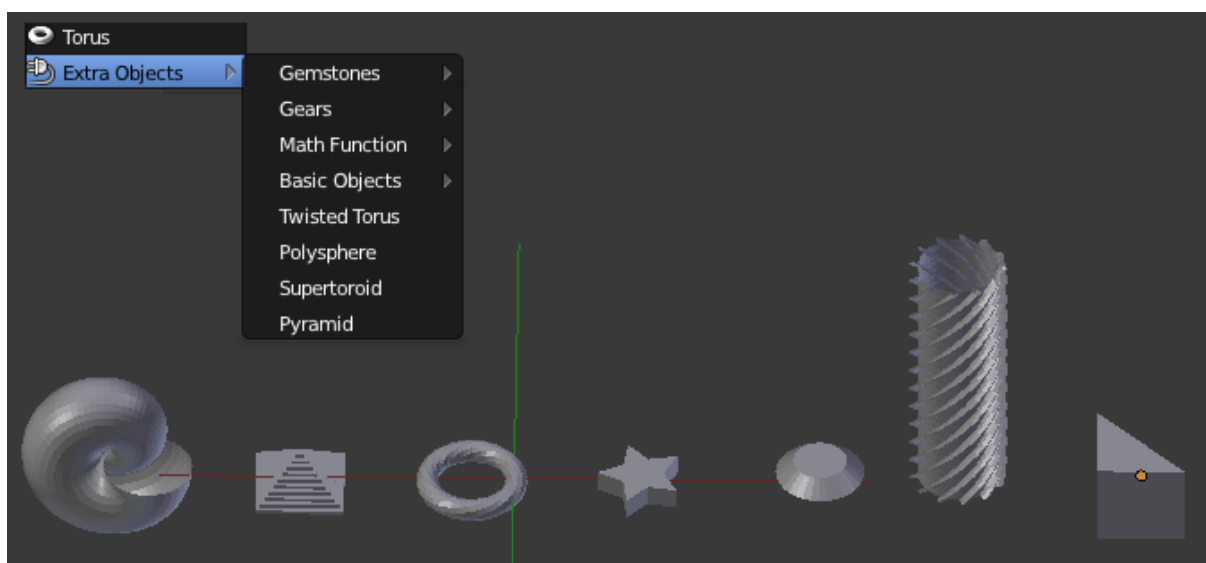 Torus
Extra Objects
Gemstones
Gears
Math Function
Basic Objects
Twisted Torus
Polysphere
Supertoroid
Pyramid